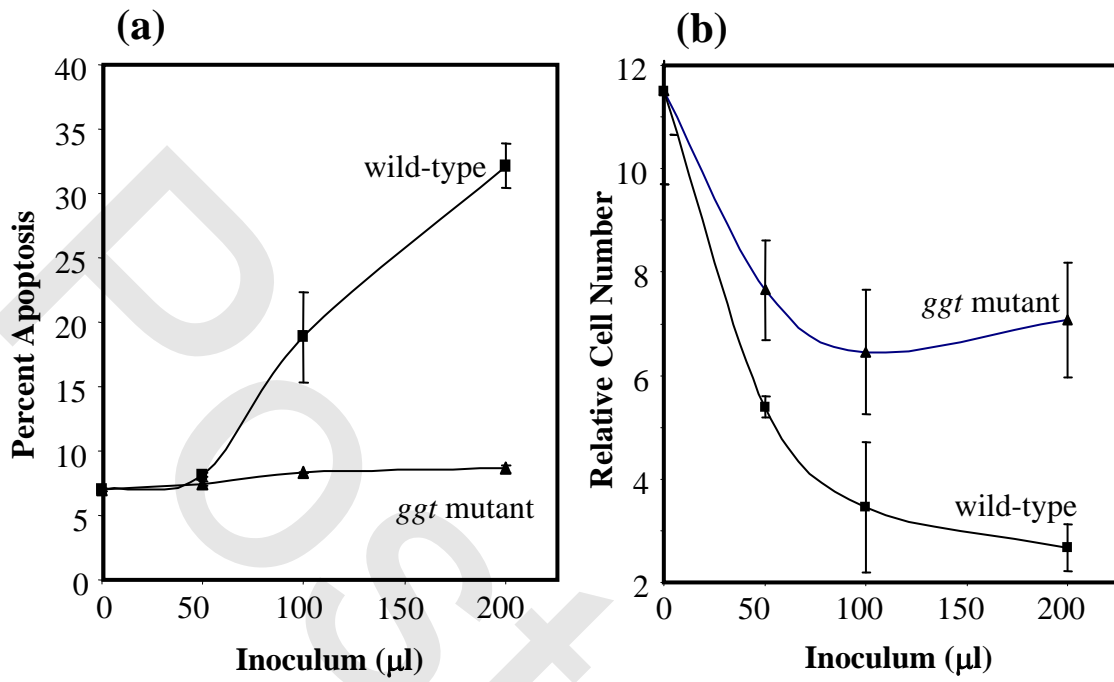 (a)
40
35
30
25
20
15
10
5
0
Percent Apoptosis
wild-type
ggt mutant
0 50 100 150 200
Inoculum (µl)
(b)
12
10
8
6
4
2
Relative Cell Number
ggt mutant
wild-type
0 50 100 150 200
Inoculum (µl)
Post